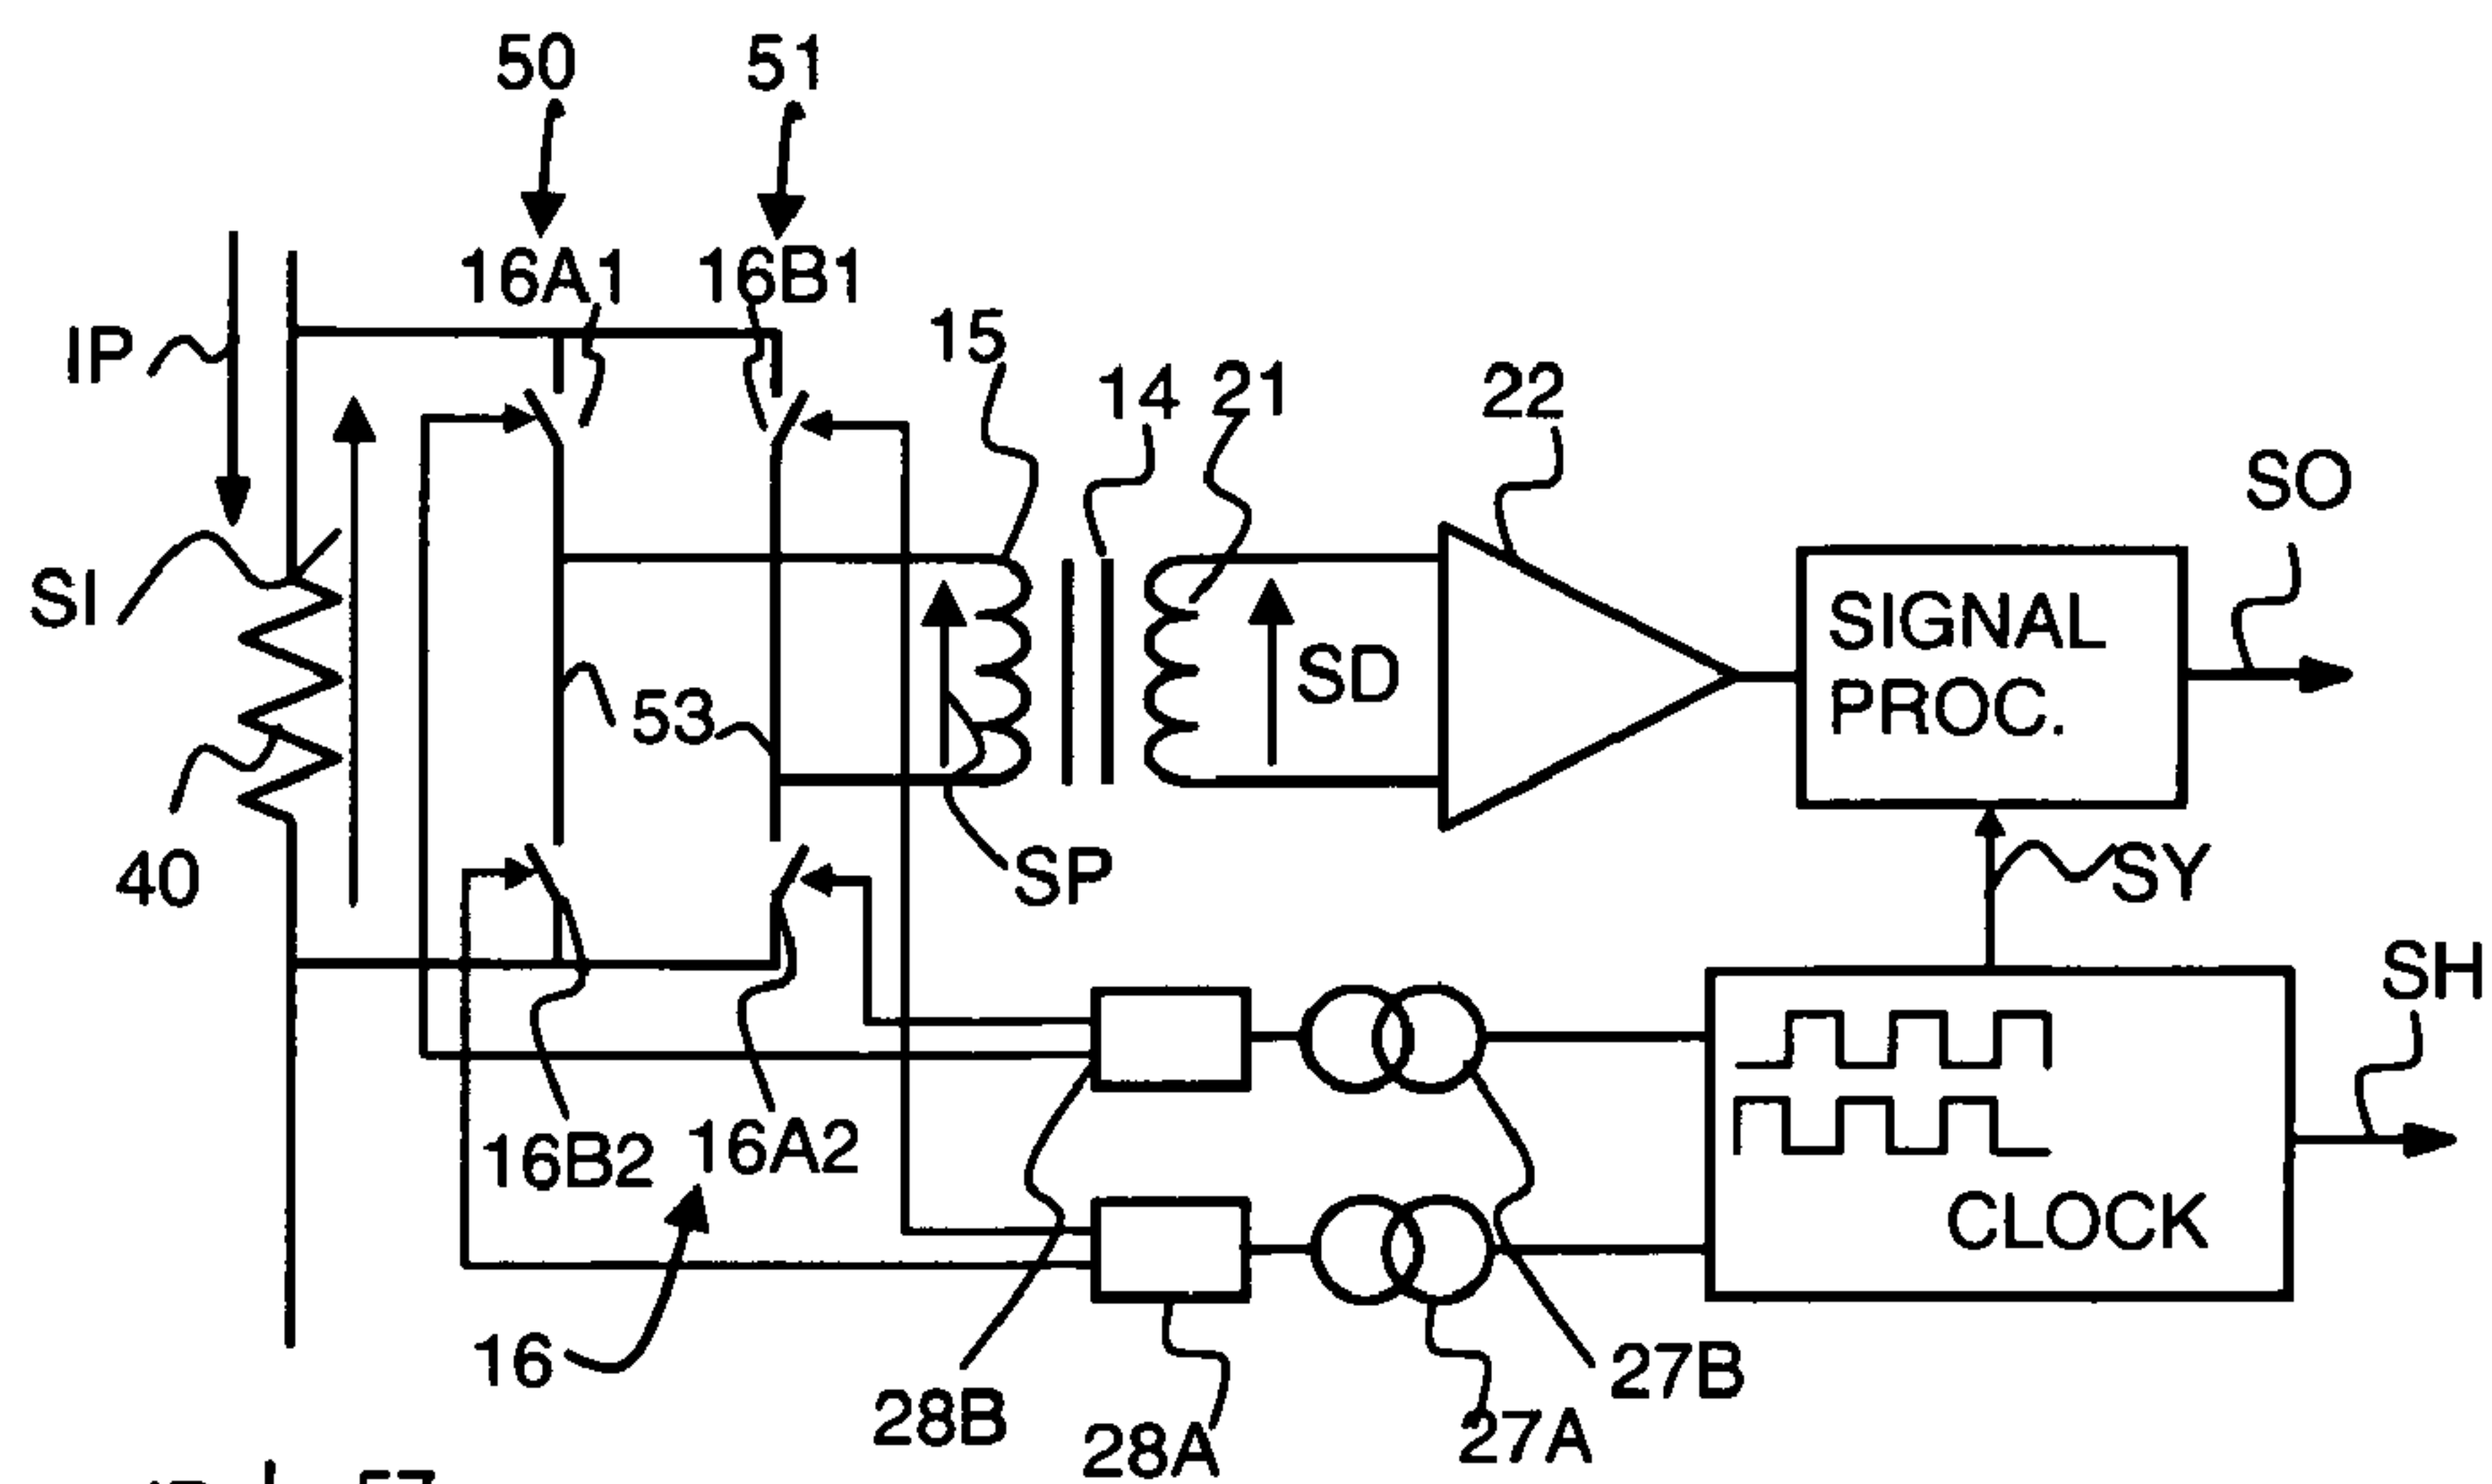 50 51
16A1 16B1
IP 15
14 21 22
SO
SI
SIGNAL
PROC.
SD
53
40 SP SY
SH
16B2 16A2
CLOCK
16
28B 28A 27A 27B
57